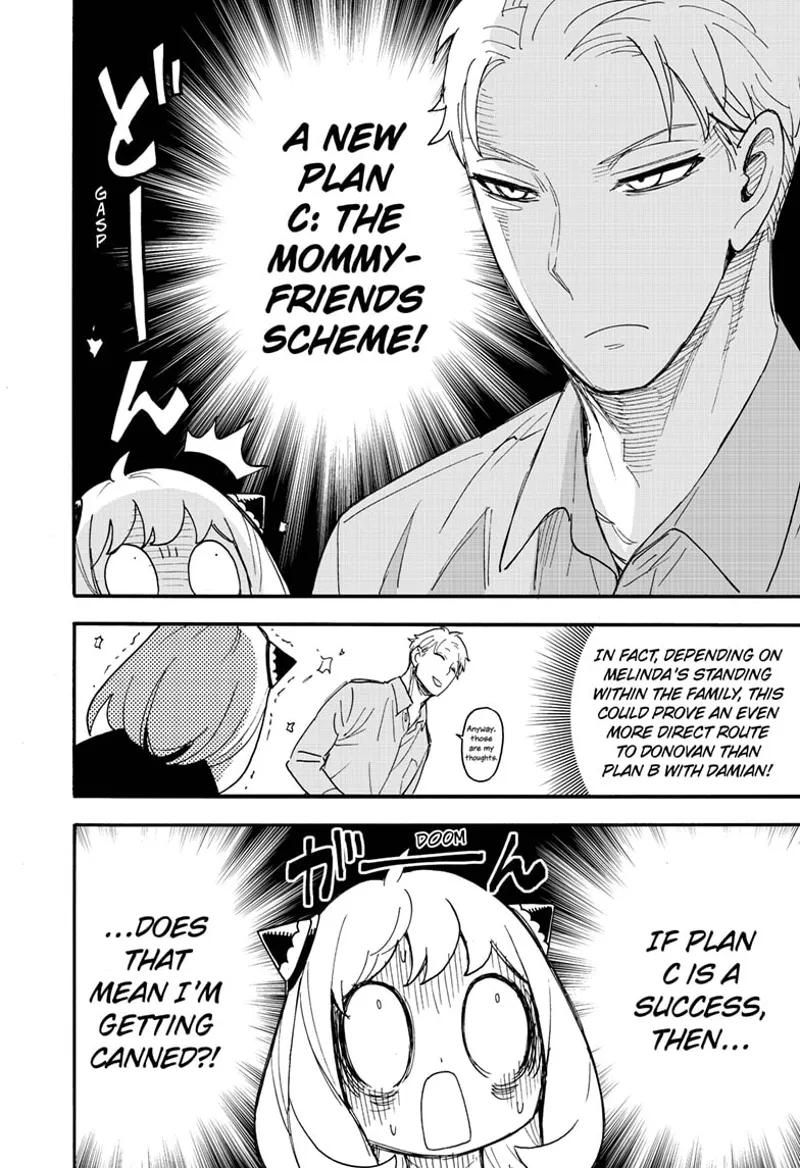 A NEW
PLAN
C: THE
MOMMY-
FRIENDS
SCHEME!
どーん
GASP
IN FACT, DEPENDING ON
MELINDA'S STANDING
WITHIN THE FAMILY, THIS
COULD PROVE AN EVEN
MORE DIRECT ROUTE
TO DONOVAN THAN
PLAN B WITH DAMIAN!
Anyway,
those
are my
thoughts.
ガーん
DOOM
IF PLAN
C IS A
SUCCESS,
THEN...
...DOES
THAT
MEAN I'M
GETTING
CANNED?!